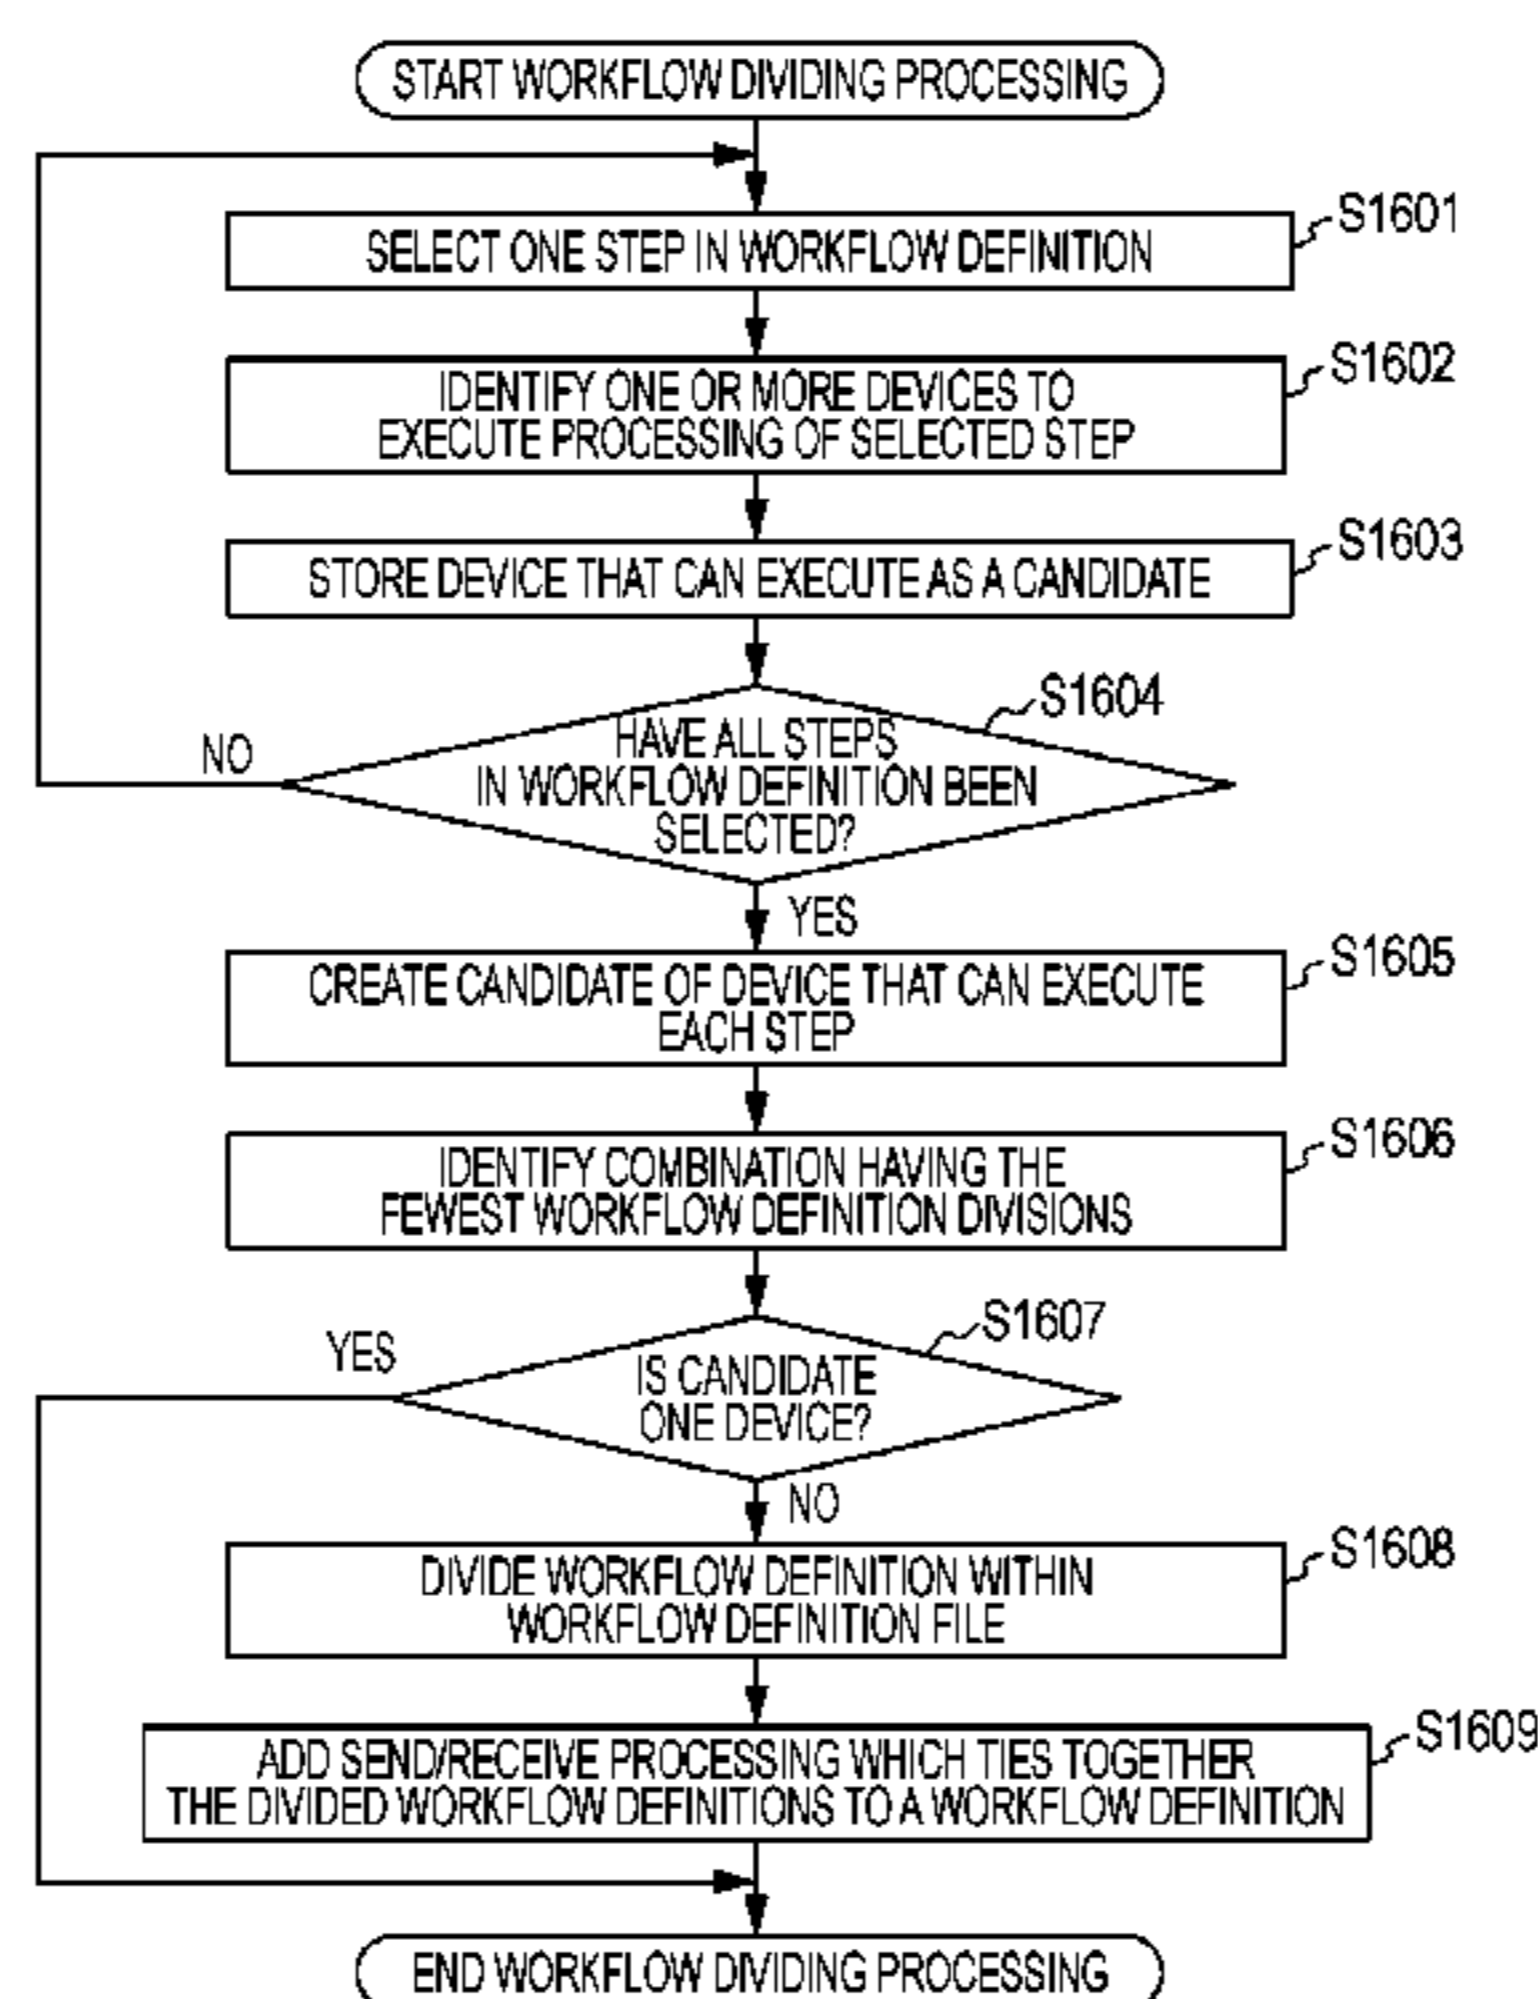 START WORKFLOW DIVIDING PROCESSING
S1601
SELECT ONE STEP IN WORKFLOW DEFINITION
S1602
IDENTIFY ONE OR MORE DEVICES TO
EXECUTE PROCESSING OF SELECTED STEP
S1603
STORE DEVICE THAT CAN EXECUTE AS A CANDIDATE
S1604
HAVE ALL STEPS
IN WORKFLOW DEFINITION BEEN
SELECTED?
NO
YES
S1605
CREATE CANDIDATE OF DEVICE THAT CAN EXECUTE
EACH STEP
S1606
IDENTIFY COMBINATION HAVING THE
FEWEST WORKFLOW DEFINITION DIVISIONS
S1607
IS CANDIDATE
ONE DEVICE?
YES
NO
S1608
DIVIDE WORKFLOW DEFINITION WITHIN
WORKFLOW DEFINITION FILE
S1609
ADD SEND/RECEIVE PROCESSING WHICH TIES TOGETHER
THE DIVIDED WORKFLOW DEFINITIONS TO A WORKFLOW DEFINITION
END WORKFLOW DIVIDING PROCESSING